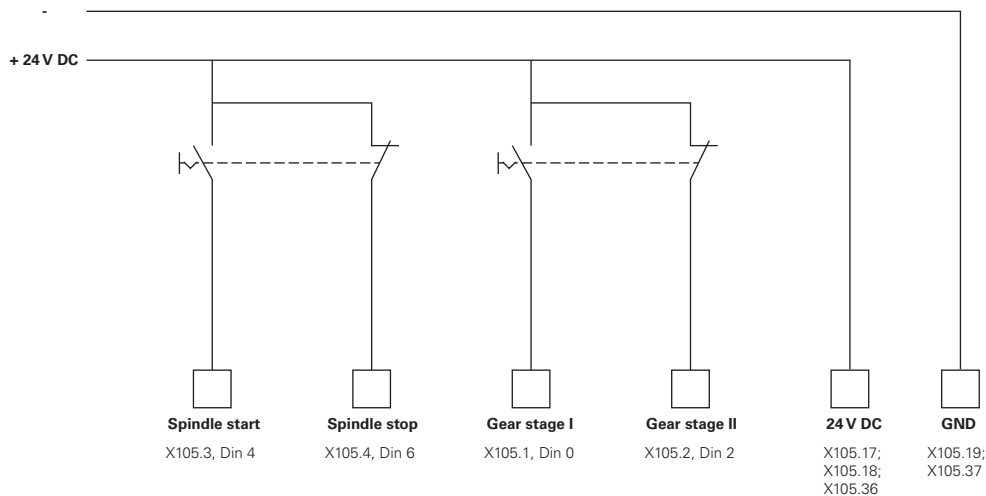 -
+ 24 V DC
Spindle start
X105.3, Din 4
Spindle stop
X105.4, Din 6
Gear stage I
X105.1, Din 0
Gear stage II
X105.2, Din 2
24 V DC
X105.17;
X105.18;
X105.36
GND
X105.19;
X105.37